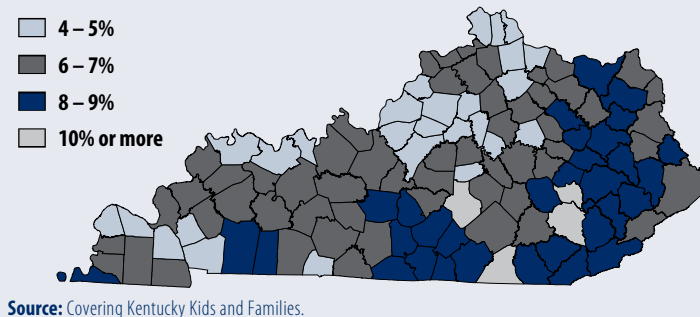 4 – 5%
6 – 7%
8 – 9%
10% or more
Source: Covering Kentucky Kids and Families.